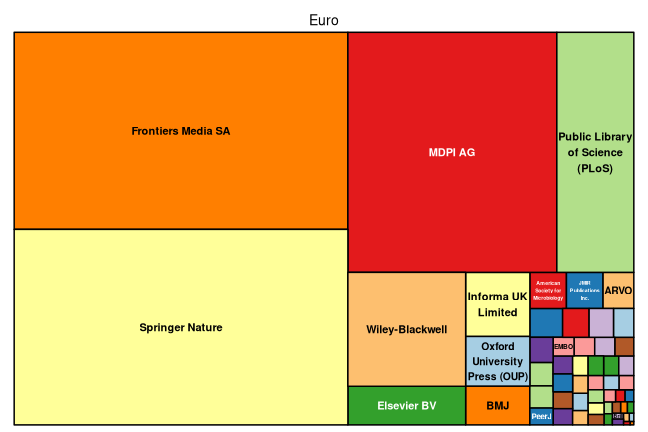 Euro
Frontiers Media SA
MDPI AG
Public Library
of Science
(PLoS)
Springer Nature
Wiley-Blackwell
Informa UK
Limited
American
Society for
Microbiology
JMIR
Publications
Inc.
ARVO
Oxford
University
Press (OUP)
EMBO
Elsevier BV
BMJ
PeerJ